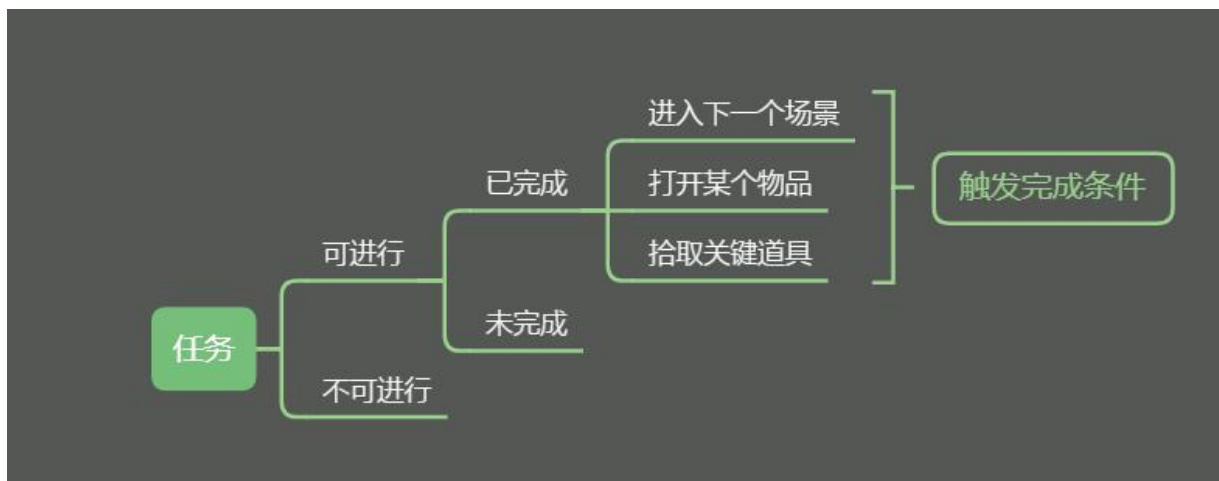 进入下一个场景
已完成
打开某个物品
触发完成条件
可进行
拾取关键道具
任务
未完成
不可进行